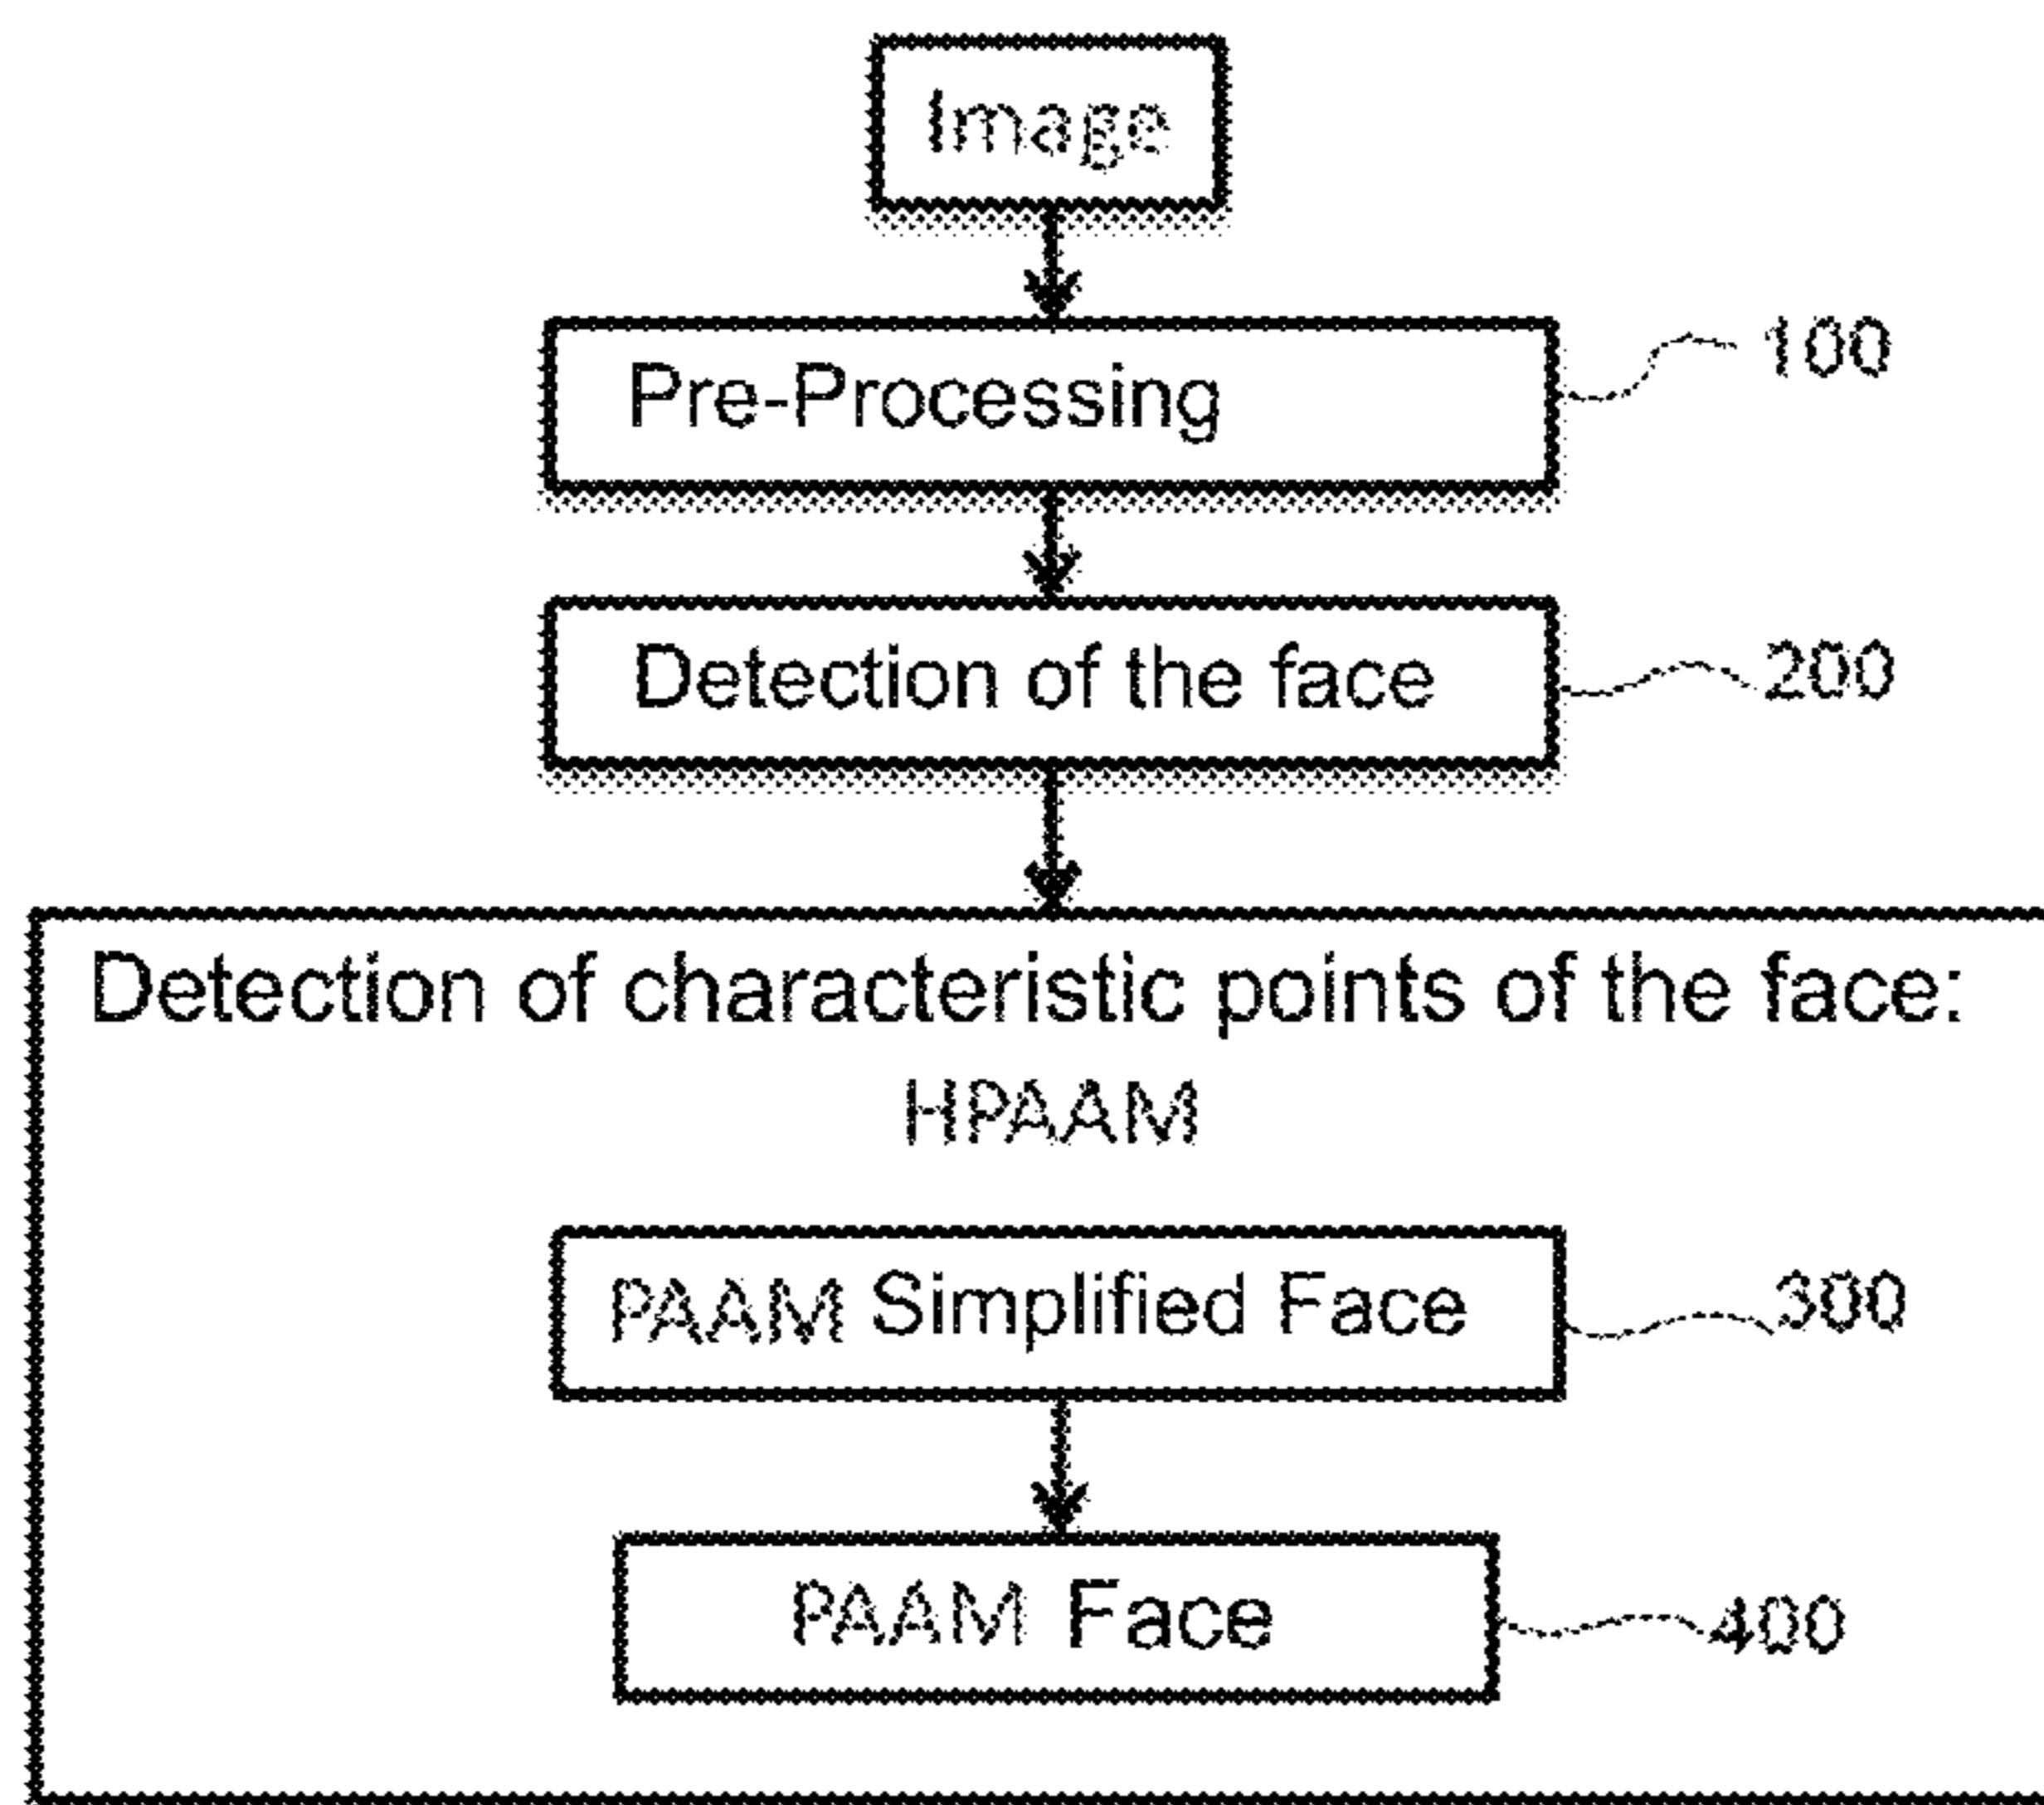 Image
Pre-Processing
100
Detection of the face
200
Detection of characteristic points of the face:
HPAAM
PAAM Simplified Face
300
PAAM Face
400